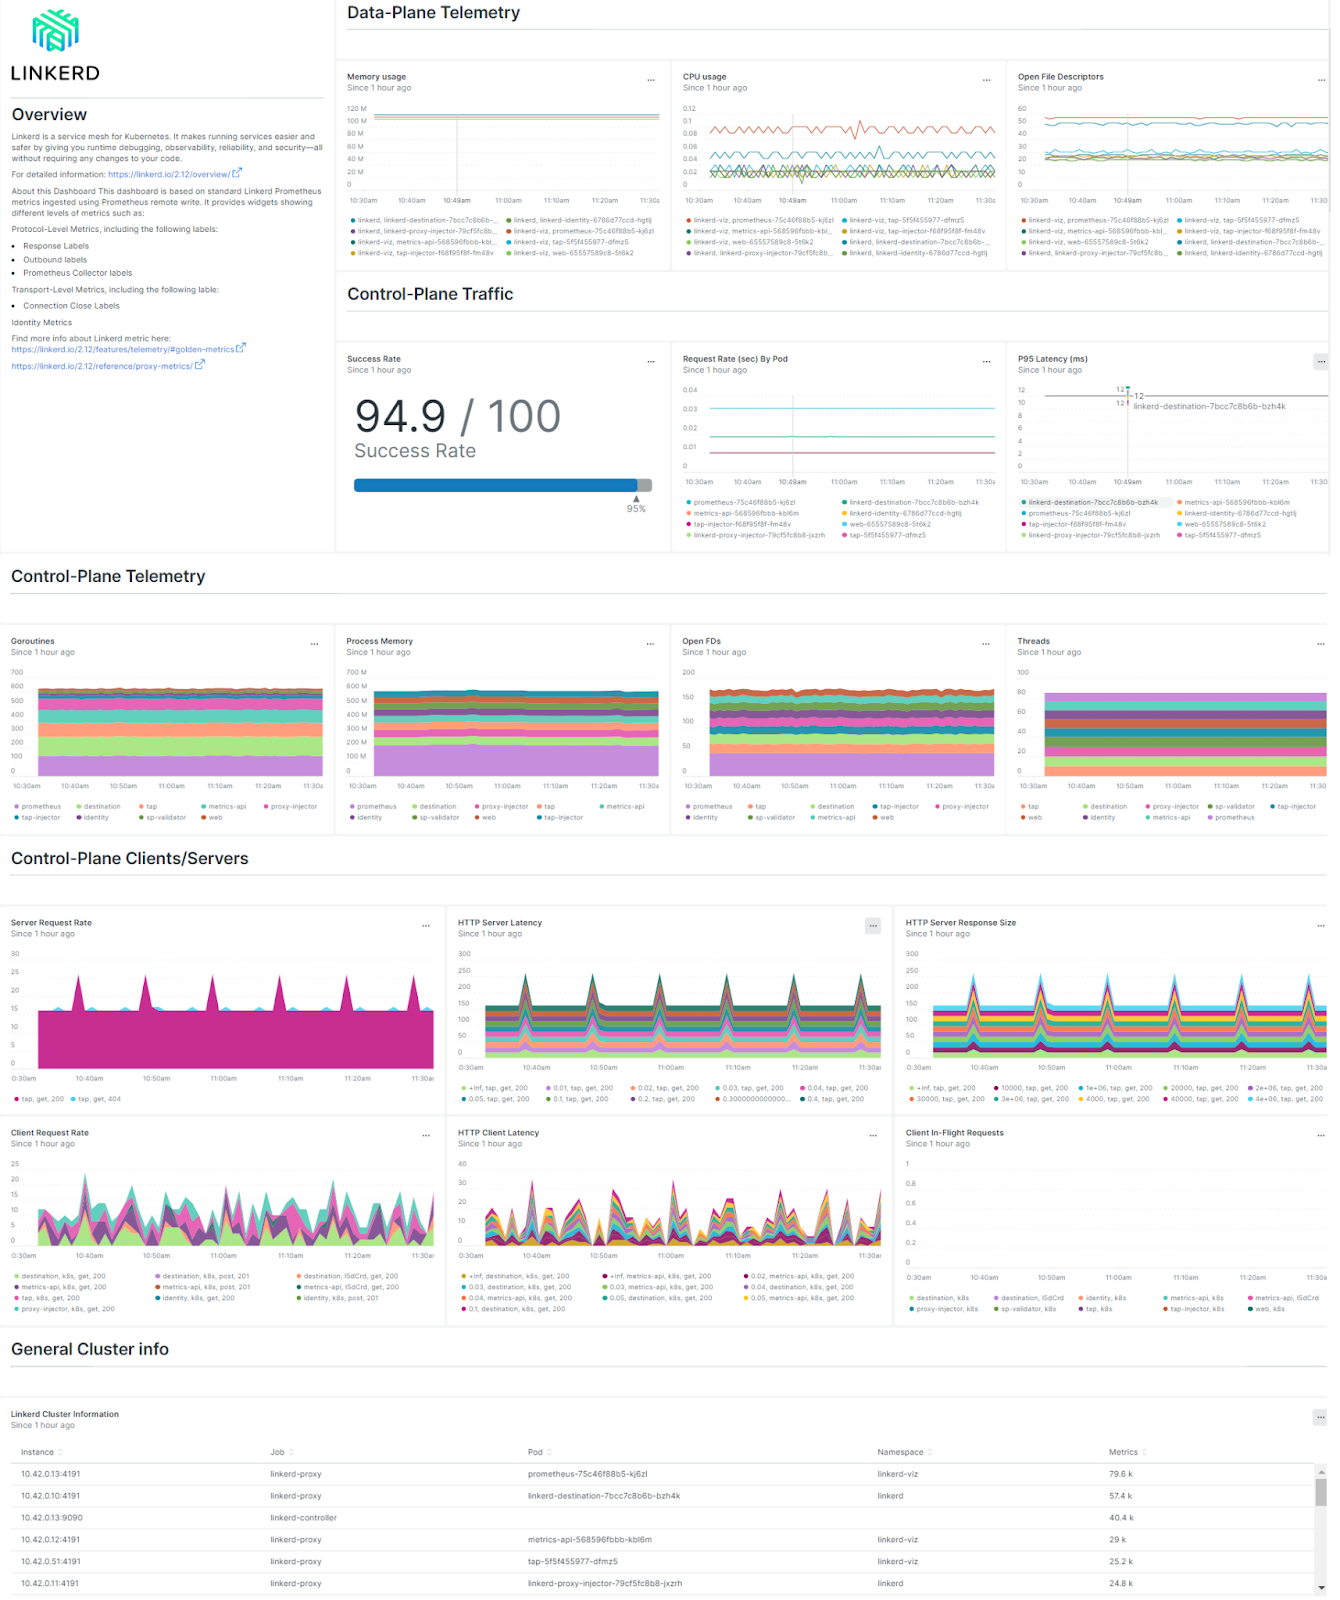 LINKERD
Overview
Linkerd is a service mesh for Kubernetes. It makes running services easier and
safer by giving you runtime debugging, observability, reliability, and security—all
without requiring any changes to your code.
For detailed information: https://linkerd.io/2.12/overview/
About this Dashboard This dashboard is based on standard Linkerd Prometheus
metrics ingested using Prometheus remote write. It provides widgets showing
different levels of metrics such as:
Protocol-Level Metrics, including the following labels:
• Response Labels
• Outbound labels
• Prometheus Collector labels
Transport-Level Metrics, including the following lable:
• Connection Close Labels
Identity Metrics
Find more info about Linkerd metric here:
https://linkerd.io/2.12/features/telemetry/#golden-metrics
https://linkerd.io/2.12/reference/proxy-metrics/
Data-Plane Telemetry
Memory usage
Since 1 hour ago
120 M
100 M
80 M
60 M
40 M
20 M
0
10:30am 10:40am 10:49am 11:00am 11:10am 11:20am 11:30a
linkerd, linkerd-destination-7bcc7c8b6b-... linkerd, linkerd-identity-6786d77ccd-hgtlj
linkerd, linkerd-proxy-injector-79cf5fc8b... linkerd-viz, prometheus-75c46f88b5-kj6zl
linkerd-viz, metrics-api-568596fbbb-kbl... linkerd-viz, tap-5f5f455977-dfmz5
linkerd-viz, tap-injector-f68f95f8f-fm48v linkerd-viz, web-65557589c8-5t6k2
CPU usage
Since 1 hour ago
0.12
0.1
0.08
0.06
0.04
0.02
0
10:30am 10:40am 10:49am 11:00am 11:10am 11:20am 11:30a
linkerd-viz, prometheus-75c46f88b5-kj6zl linkerd-viz, tap-5f5f455977-dfmz5
linkerd-viz, metrics-api-568596fbbb-kbl... linkerd-viz, tap-injector-f68f95f8f-fm48v
linkerd-viz, web-65557589c8-5t6k2 linkerd, linkerd-destination-7bcc7c8b6b-...
linkerd, linkerd-proxy-injector-79cf5fc8b... linkerd, linkerd-identity-6786d77ccd-hgtlj
Open File Descriptors
Since 1 hour ago
60
50
40
30
20
10
0
10:30am 10:40am 10:49am 11:00am 11:10am 11:20am 11:30
linkerd-viz, prometheus-75c46f88b5-kj6zl linkerd-viz, tap-5f5f455977-dfmz5
linkerd-viz, metrics-api-568596fbbb-kbl... linkerd-viz, tap-injector-f68f95f8f-fm48v
linkerd-viz, web-65557589c8-5t6k2 linkerd, linkerd-destination-7bcc7c8b6b-...
linkerd, linkerd-proxy-injector-79cf5fc8b... linkerd, linkerd-identity-6786d77ccd-hgtlj
Control-Plane Traffic
Success Rate
Since 1 hour ago
94.9 / 100
Success Rate
95%
Request Rate (sec) By Pod
Since 1 hour ago
0.04
0.03
0.02
0.01
0
10:30am 10:40am 10:49am 11:00am 11:10am 11:20am 11:30a
prometheus-75c46f88b5-kj6zl linkerd-destination-7bcc7c8b6b-bzh4k
metrics-api-568596fbbb-kbl6m linkerd-identity-6786d77ccd-hgtlj
tap-injector-f68f95f8f-fm48v web-65557589c8-5t6k2
linkerd-proxy-injector-79cf5fc8b8-jxzrh tap-5f5f455977-dfmz5
P95 Latency (ms)
Since 1 hour ago
12
10
8
6
4
2
0
12
12
12
linkerd-destination-7bcc7c8b6b-bzh4k
10:30am 10:40am 10:49am 11:00am 11:10am 11:20am 11:30
linkerd-destination-7bcc7c8b6b-bzh4k metrics-api-568596fbbb-kbl6m
prometheus-75c46f88b5-kj6zl linkerd-identity-6786d77ccd-hgtlj
tap-injector-f68f95f8f-fm48v web-65557589c8-5t6k2
linkerd-proxy-injector-79cf5fc8b8-jxzrh tap-5f5f455977-dfmz5
Control-Plane Telemetry
Goroutines
Since 1 hour ago
700
600
500
400
300
200
100
0
10:30am 10:40am 10:50am 11:00am 11:10am 11:20am 11:30a
prometheus destination tap metrics-api proxy-injector
tap-injector identity sp-validator web
Process Memory
Since 1 hour ago
700 M
600 M
500 M
400 M
300 M
200 M
100 M
0
10:30am 10:40am 10:50am 11:00am 11:10am 11:20am 11:30a
prometheus destination proxy-injector tap metrics-api
identity sp-validator web tap-injector
Open FDs
Since 1 hour ago
200
150
100
50
0
10:30am 10:40am 10:50am 11:00am 11:10am 11:20am 11:30a
prometheus tap destination tap-injector proxy-injector
identity sp-validator metrics-api web
Threads
Since 1 hour ago
100
80
60
40
20
0
10:30am 10:40am 10:50am 11:00am 11:10am 11:20am 11:30
tap destination proxy-injector sp-validator tap-injector
web identity metrics-api prometheus
Control-Plane Clients/Servers
Server Request Rate
Since 1 hour ago
30
25
20
15
10
5
0
0:30am 10:40am 10:50am 11:00am 11:10am 11:20am 11:30a
tap, get, 200 tap, get, 404
HTTP Server Latency
Since 1 hour ago
300
250
200
150
100
50
0
10:30am 10:40am 10:50am 11:00am 11:10am 11:20am 11:30am
+Inf, tap, get, 200 0.01, tap, get, 200 0.02, tap, get, 200 0.03, tap, get, 200 0.04, tap, get, 200
0.05, tap, get, 200 0.1, tap, get, 200 0.2, tap, get, 200 0.3000000000000... 0.4, tap, get, 200
HTTP Server Response Size
Since 1 hour ago
300
250
200
150
100
50
0
10:30am 10:40am 10:50am 11:00am 11:10am 11:20am 11:30
+Inf, tap, get, 200 10000, tap, get, 200 1e+06, tap, get, 200 20000, tap, get, 200 2e+06, tap, get, 200
30000, tap, get, 200 3e+06, tap, get, 200 4000, tap, get, 200 40000, tap, get, 200 4e+06, tap, get, 200
Client Request Rate
Since 1 hour ago
25
20
15
10
5
0
0:30am 10:40am 10:50am 11:00am 11:10am 11:20am 11:30a
destination, k8s, get, 200 destination, k8s, post, 201 destination, l5dCrd, get, 200
metrics-api, k8s, get, 200 metrics-api, k8s, post, 201 metrics-api, l5dCrd, get, 200
tap, k8s, get, 200 identity, k8s, get, 200 identity, k8s, post, 201
proxy-injector, k8s, get, 200
HTTP Client Latency
Since 1 hour ago
40
30
20
10
0
10:30am 10:40am 10:50am 11:00am 11:10am 11:20am 11:30am
+Inf, destination, k8s, get, 200 +Inf, metrics-api, k8s, get, 200 0.02, metrics-api, k8s, get, 200
0.03, destination, k8s, get, 200 0.03, metrics-api, k8s, get, 200 0.04, destination, k8s, get, 200
0.04, metrics-api, k8s, get, 200 0.05, destination, k8s, get, 200 0.05, metrics-api, k8s, get, 200
0.1, destination, k8s, get, 200
Client In-Flight Requests
Since 1 hour ago
1
0.8
0.6
0.4
0.2
0:30am 10:40am 10:50am 11:00am 11:10am 11:20am 11:30
destination, k8s destination, l5dCrd identity, k8s metrics-api, k8s metrics-api, l5dCrd
proxy-injector, k8s sp-validator, k8s tap, k8s tap-injector, k8s web, k8s
General Cluster info
Linkerd Cluster Information
Since 1 hour ago
Instance Job Pod Namespace Metrics
10.42.0.13:4191 linkerd-proxy prometheus-75c46f88b5-kj6zl linkerd-viz 79.6 k
10.42.0.10:4191 linkerd-proxy linkerd-destination-7bcc7c8b6b-bzh4k linkerd 57.4 k
10.42.0.13:9090 linkerd-controller 40.4 k
10.42.0.12:4191 linkerd-proxy metrics-api-568596fbbb-kbl6m linkerd-viz 29 k
10.42.0.51:4191 linkerd-proxy tap-5f5f455977-dfmz5 linkerd-viz 25.2 k
10.42.0.11:4191 linkerd-proxy linkerd-proxy-injector-79cf5fc8b8-jxzrh linkerd 24.8 k